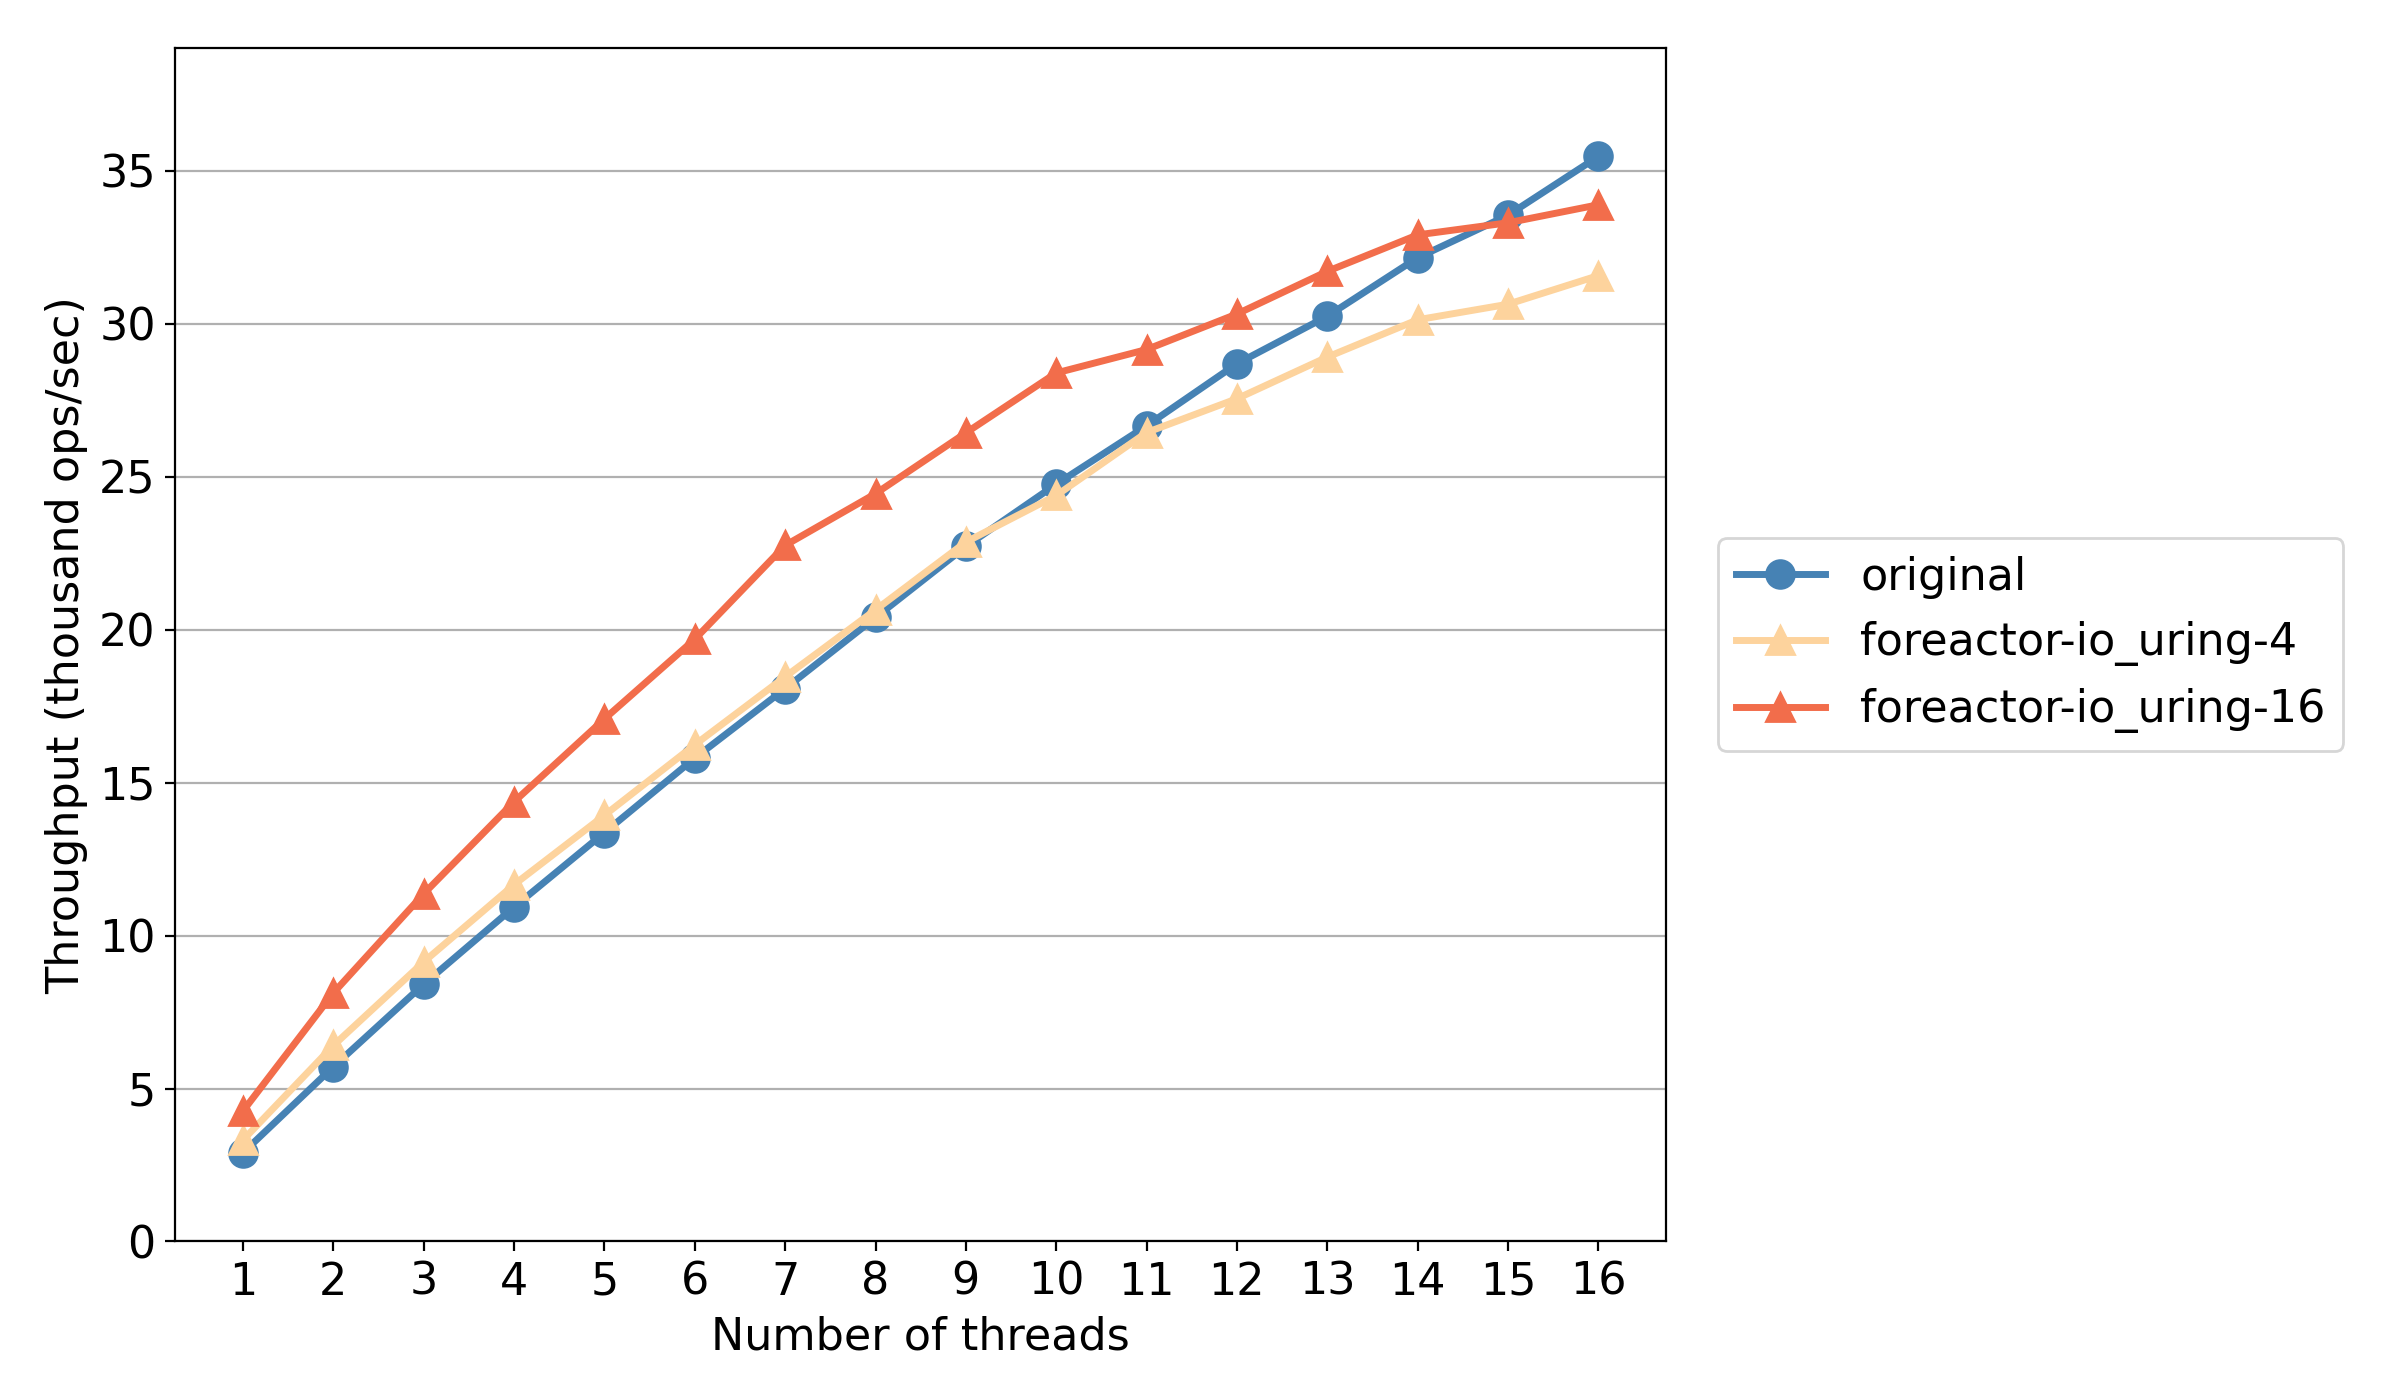 35
30
25
20
15
10
5
0
Throughput (thousand ops/sec)
1 2 3 4 5 6 7 8 9 10 11 12 13 14 15 16
Number of threads
original
foreactor-io_uring-4
foreactor-io_uring-16